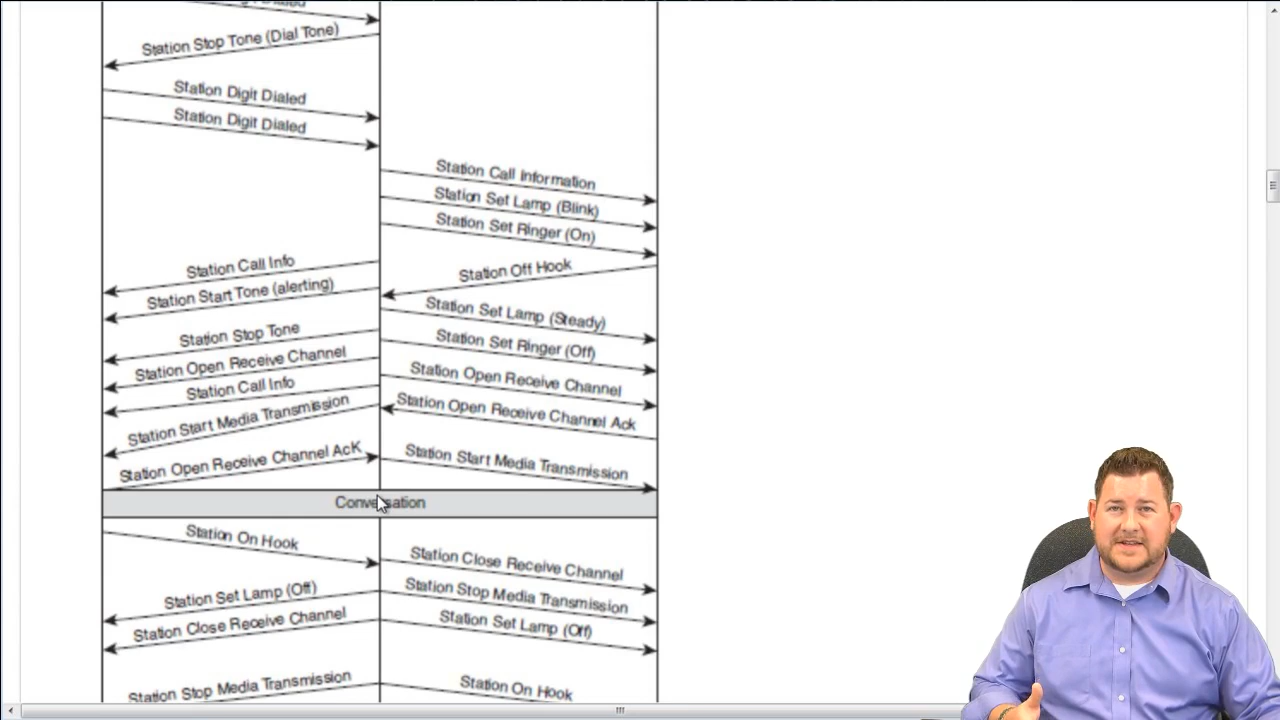 Station Stop Tone (Dial Tone)
Station Digit Dialed
Station Digit Dialed
Station Call Information
Station Set Lamp (Blink)
Station Set Ringer (On)
Station Call Info
Station Off Hook
Station Start Tone (alerting)
Station Set Lamp (Steady)
Station Stop Tone
Station Set Ringer (Off)
Station Open Receive Channel
Station Call Info
Station Open Receive Channel
Station Open Receive Channel Ack
Station Start Media Transmission
Station Open Receive Channel AcK
Station Start Media Transmission
Conversation
Station On Hook
Station Close Receive Channel
Station Set Lamp (Off)
Station Stop Media Transmission
Station Close Receive Channel
Station Set Lamp (Off)
Station Stop Media Transmission
Station On Hook